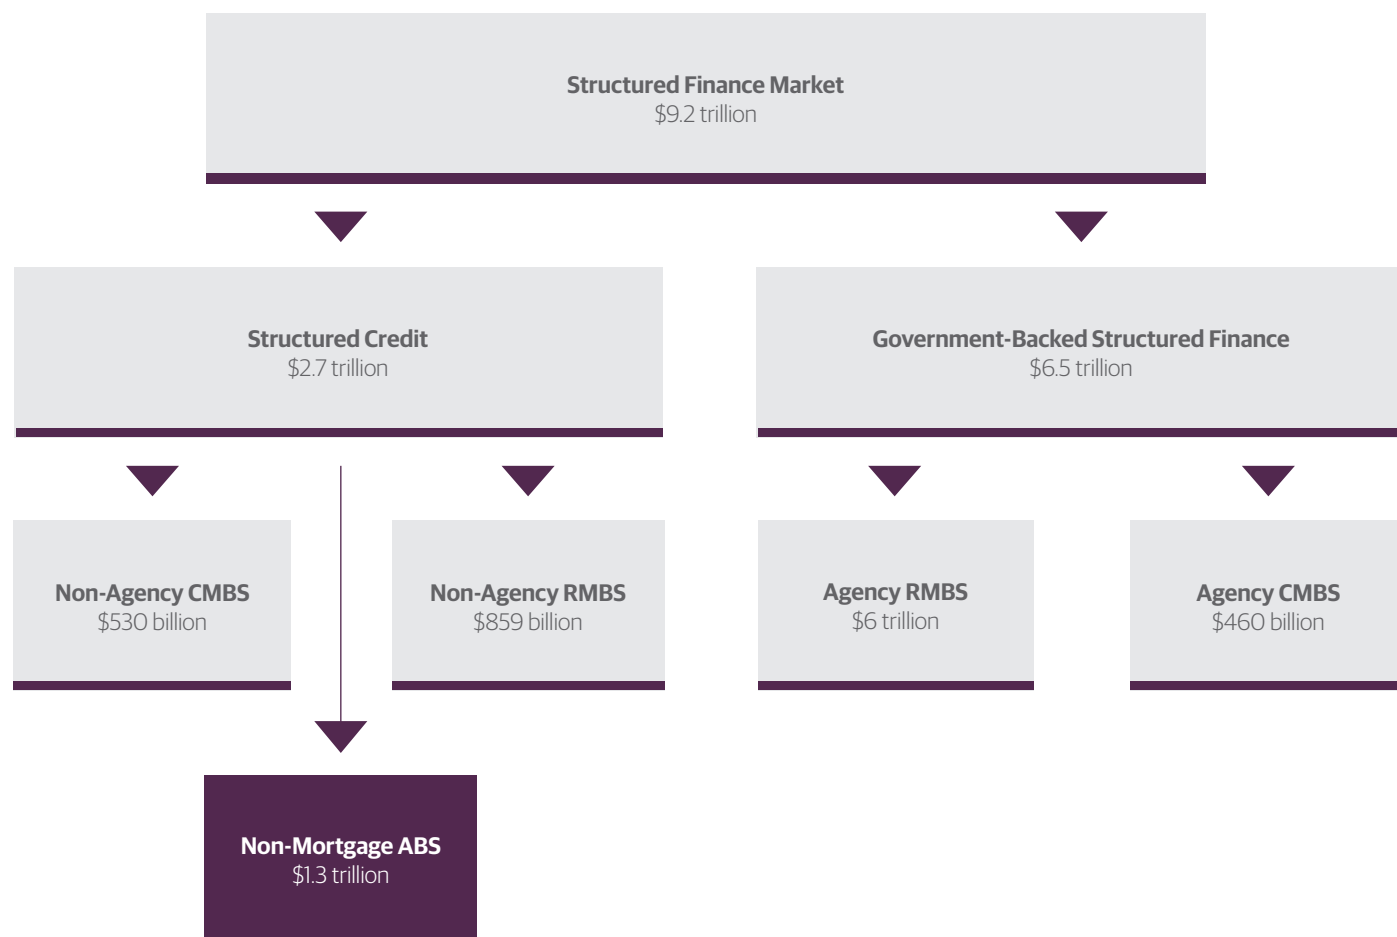 Structured Finance Market
$9.2 trillion
Structured Credit
$2.7 trillion
Government-Backed Structured Finance
$6.5 trillion
Non-Agency CMBS
$530 billion
Non-Agency RMBS
$859 billion
Agency RMBS
$6 trillion
Agency CMBS
$460 billion
Non-Mortgage ABS
$1.3 trillion